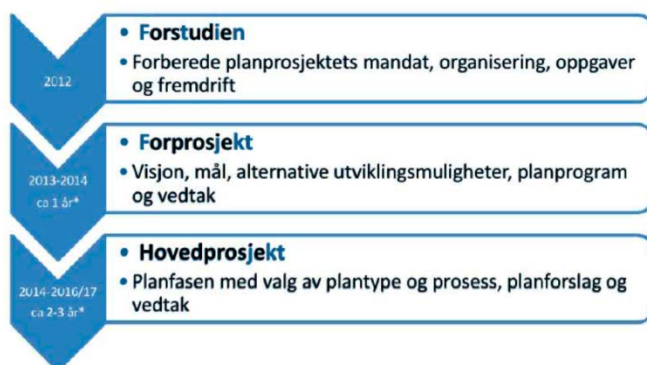 2012
• Forstudien
• Forberede planprosjektets mandat, organisering, oppgaver
og fremdrift
2013-2014
ca 1 år*
• Forprosjekt
• Visjon, mål, alternative utviklingsmuligheter, planprogram
og vedtak
2014-2016/17
ca 2-3 år*
• Hovedprosjekt
• Planfasen med valg av plantype og prosess, planforslag og
vedtak